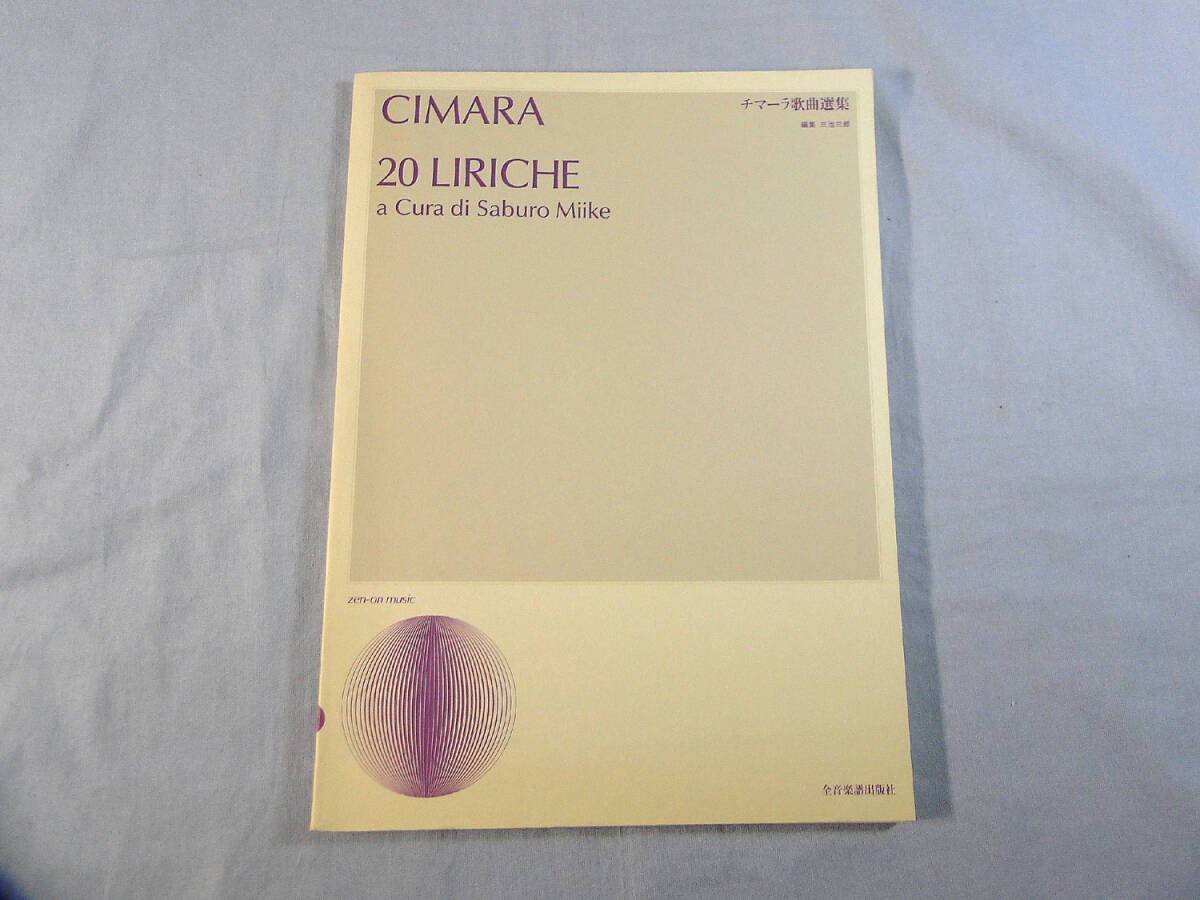 CIMARA
チマーラ歌曲選集
編集 三池三郎
20 LIRICHE
a Cura di Saburo Miike
zen-on music
全音楽譜出版社